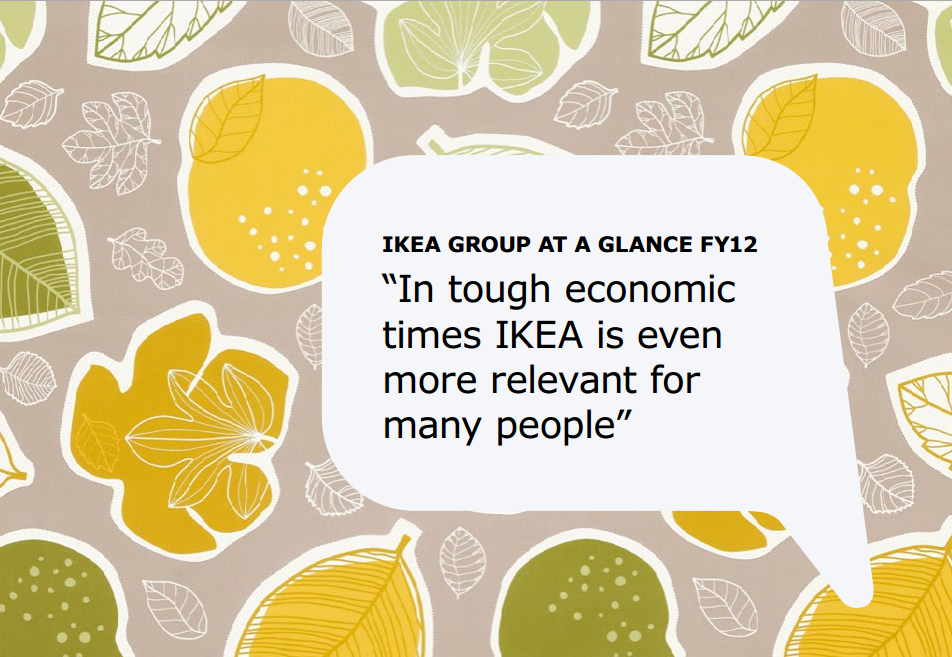 IKEA GROUP AT A GLANCE FY12
“In tough economic
times IKEA is even
more relevant for
many people”